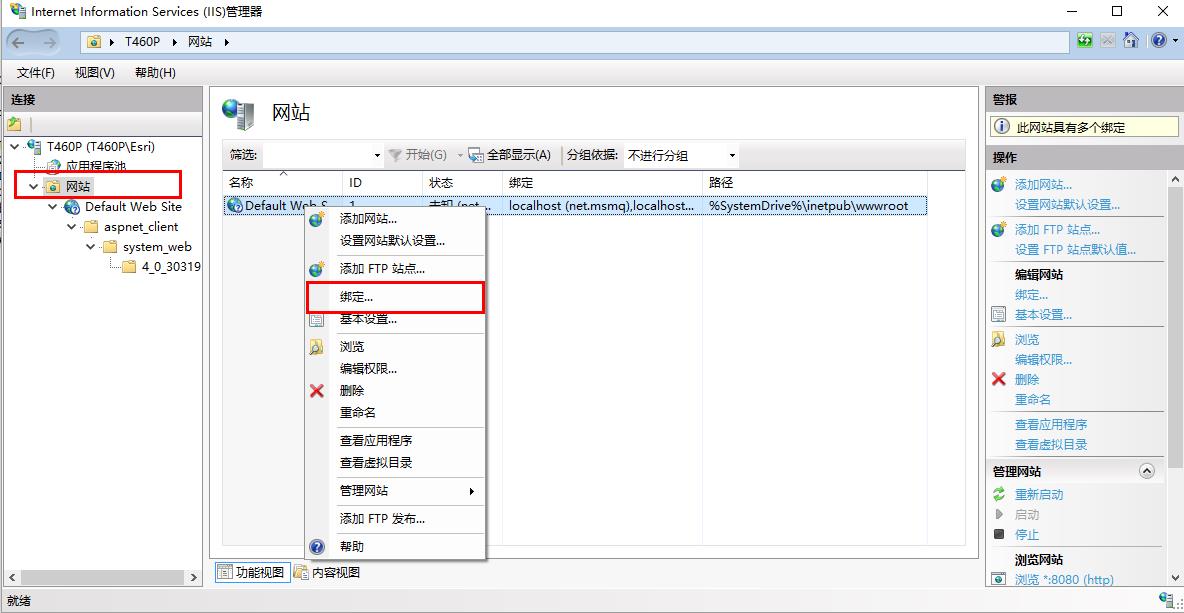 Internet Information Services (IIS)管理器
T460P 网站
文件(F) 视图(V) 帮助(H)
连接
T460P (T460P\Esri)
应用程序池
网站
Default Web Site
aspnet_client
system_web
4_0_30319
网站
筛选: 开始(G) 全部显示(A) 分组依据: 不进行分组
名称 ID 状态 绑定 路径
Default Web S 1 未知 (net... localhost (net.msmq),localhost... %SystemDrive%\inetpub\wwwroot
添加网站...
设置网站默认设置...
添加 FTP 站点...
绑定...
基本设置...
浏览
编辑权限...
删除
重命名
查看应用程序
查看虚拟目录
管理网站
添加 FTP 发布...
帮助
功能视图 内容视图
警报
此网站具有多个绑定
操作
添加网站...
设置网站默认设置...
添加 FTP 站点...
设置 FTP 站点默认值...
编辑网站
绑定...
基本设置...
浏览
编辑权限...
删除
重命名
查看应用程序
查看虚拟目录
管理网站
重新启动
启动
停止
浏览网站
浏览 *:8080 (http)
就绪